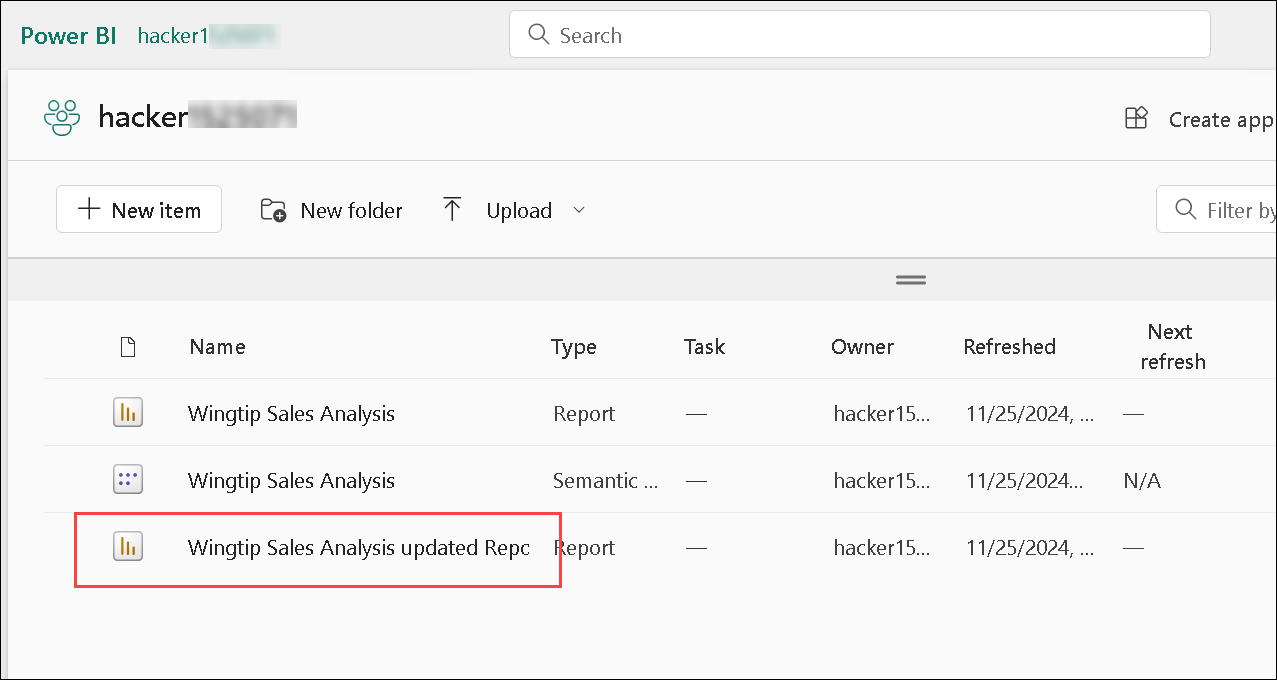 Power BI hacker1 Search
hacker Create app
New item New folder Upload Filter by
Name Type Task Owner Refreshed Next refresh
Wingtip Sales Analysis Report — hacker15... 11/25/2024, ... —
Wingtip Sales Analysis Semantic ... — hacker15... 11/25/2024... N/A
Wingtip Sales Analysis updated Repo Report — hacker15... 11/25/2024, ... —